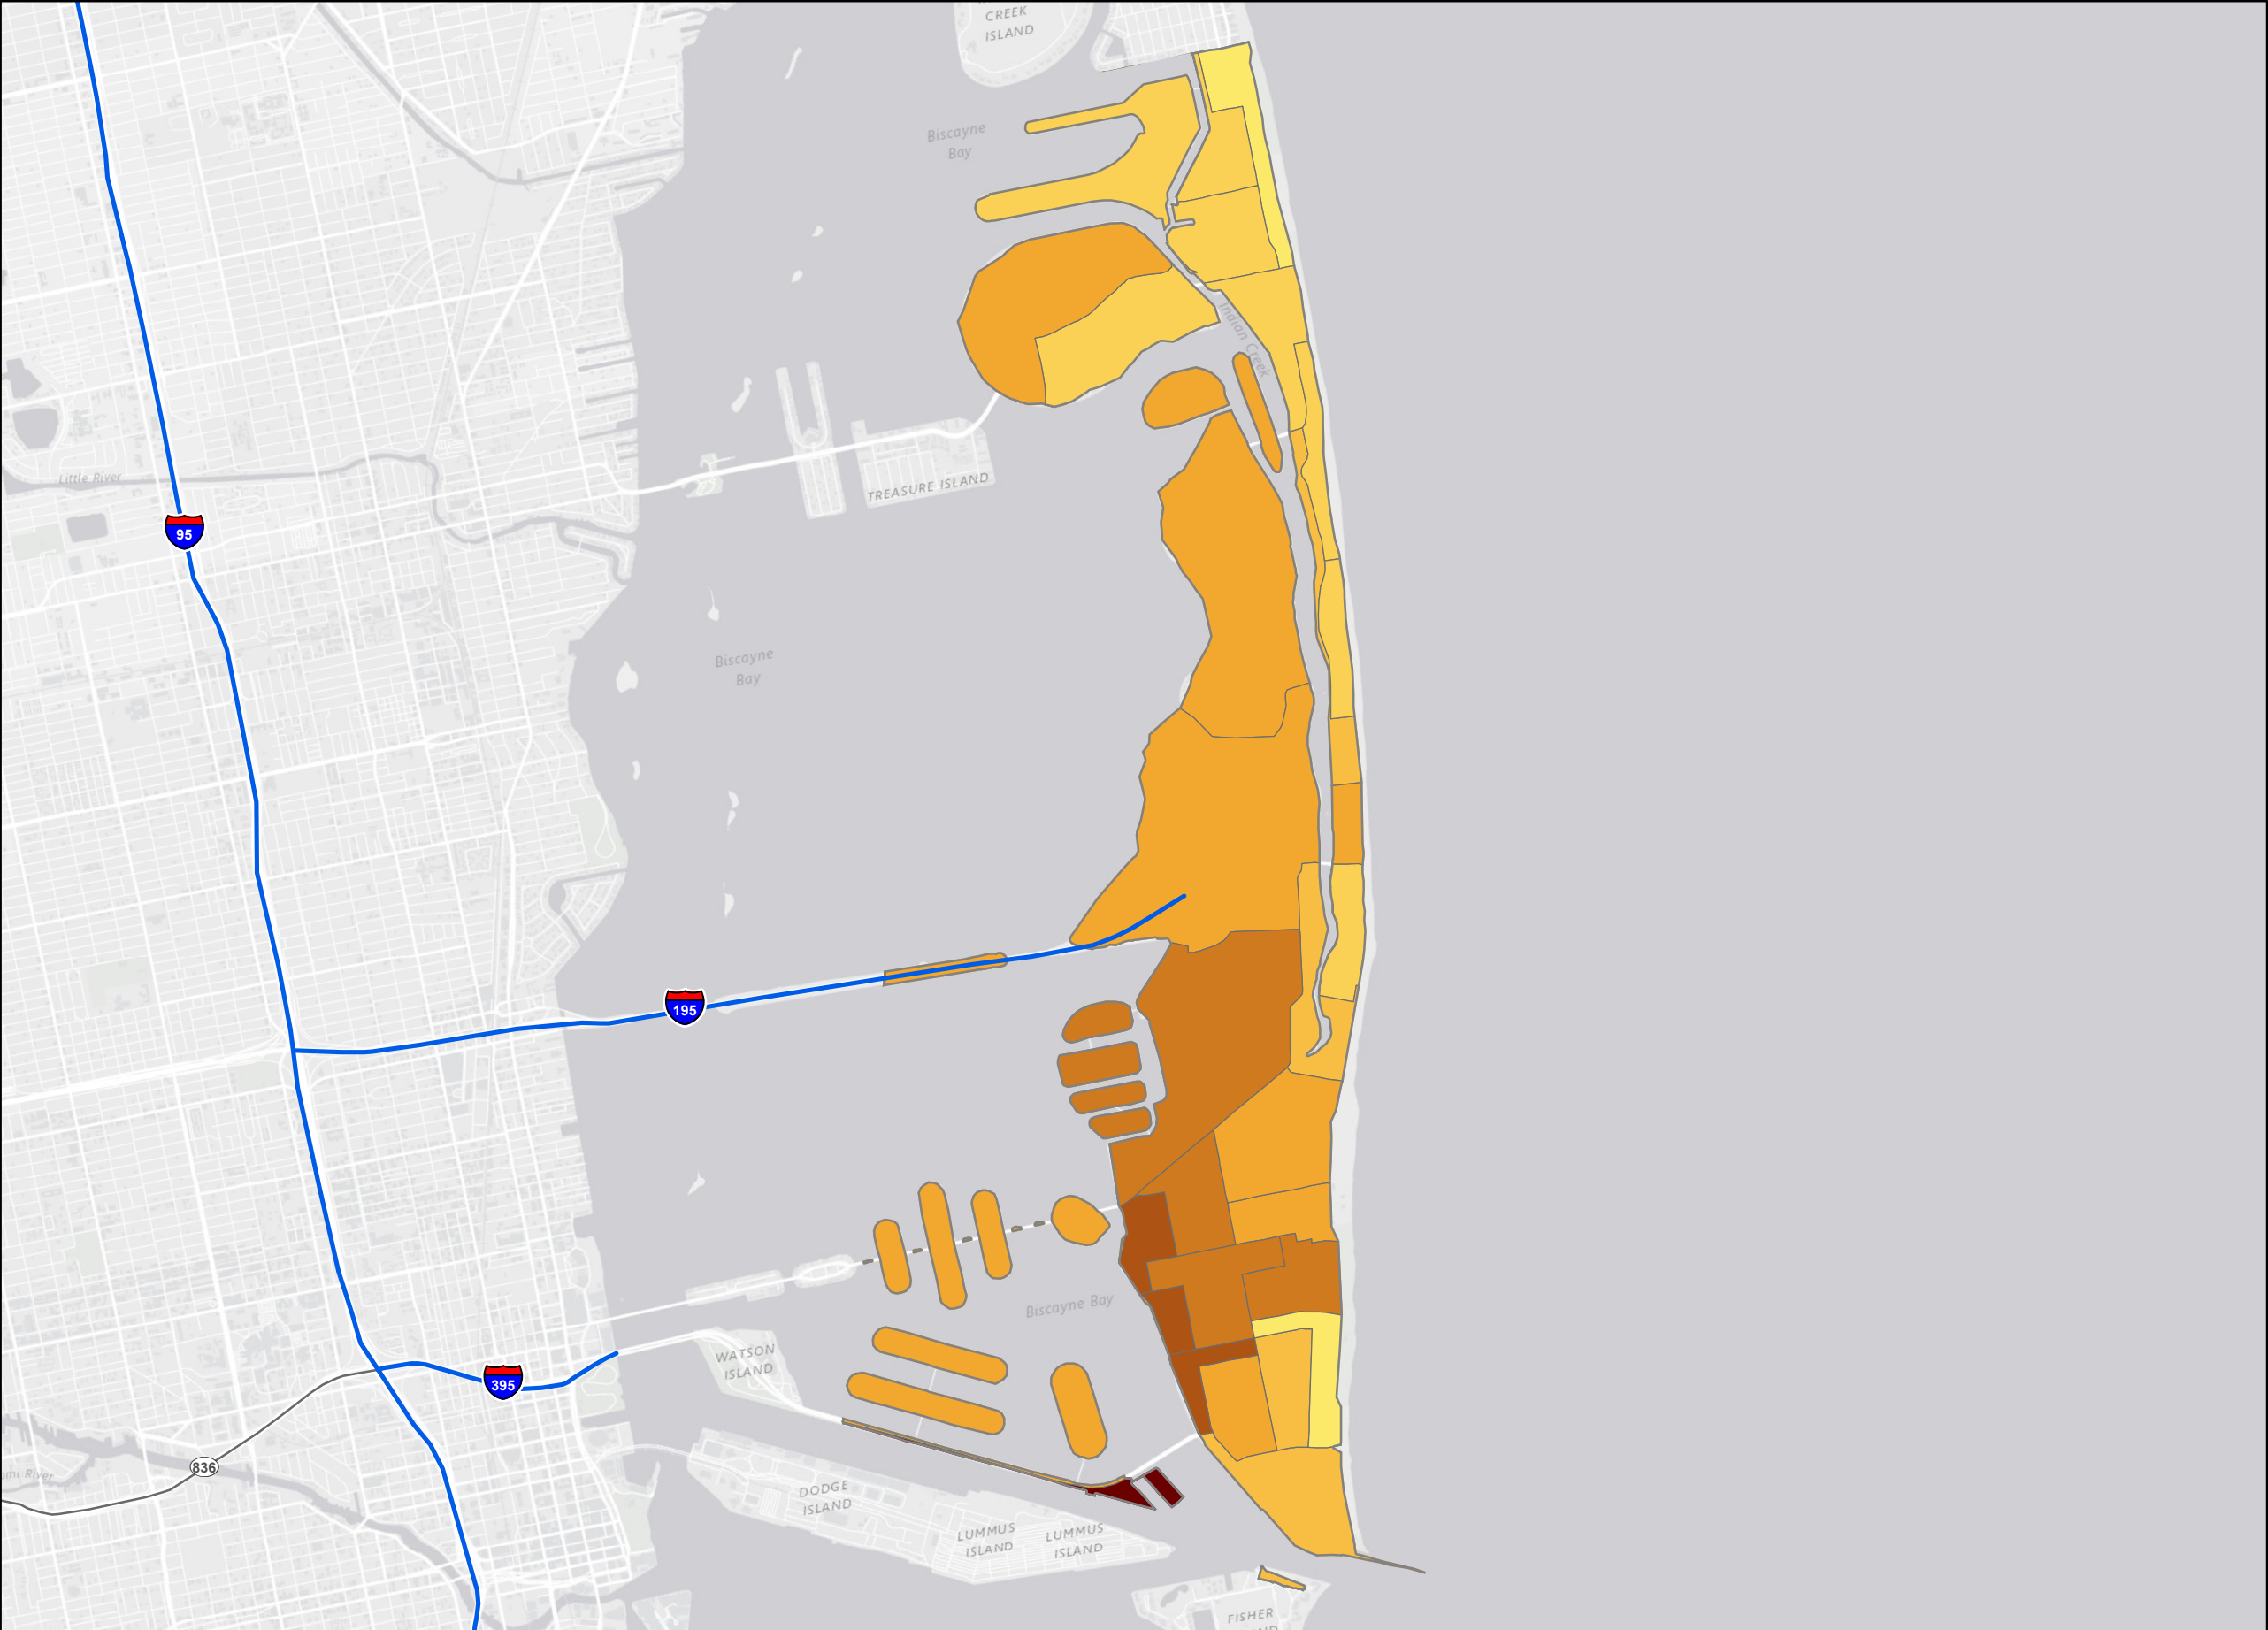 CREEK
ISLAND
Biscayne
Bay
Indian Creek
Little River
TREASURE ISLAND
95
Biscayne
Bay
195
Biscayne Bay
WATSON
ISLAND
395
836
DODGE
ISLAND
LUMMUS
ISLAND
LUMMUS
ISLAND
FISHER
River